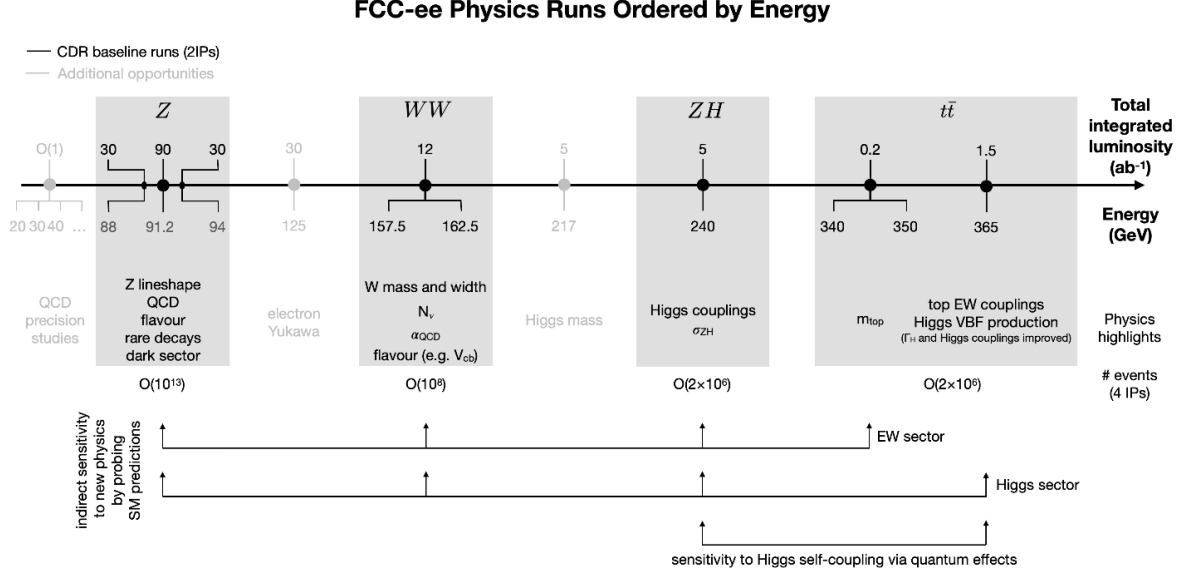 FCC-ee Physics Runs Ordered by Energy
CDR baseline runs (2IPs)
Additional opportunities
Z
WW
ZH
tt̄
Total
integrated
luminosity
(ab⁻¹)
O(1)
30
90
30
30
12
5
5
0.2
1.5
20 30 40 ...
88
91.2
94
125
157.5
162.5
217
240
340
350
365
Energy
(GeV)
QCD
precision
studies
Z lineshape
QCD
flavour
rare decays
dark sector
electron
Yukawa
W mass and width
Nᵥ
αQCD
flavour (e.g. Vcb)
Higgs mass
Higgs couplings
σZH
mtop
top EW couplings
Higgs VBF production
(ΓH and Higgs couplings improved)
Physics
highlights
O(10¹³)
O(10⁸)
O(2×10⁶)
O(2×10⁶)
# events
(4 IPs)
indirect sensitivity
to new physics
by probing
SM predictions
EW sector
Higgs sector
sensitivity to Higgs self-coupling via quantum effects